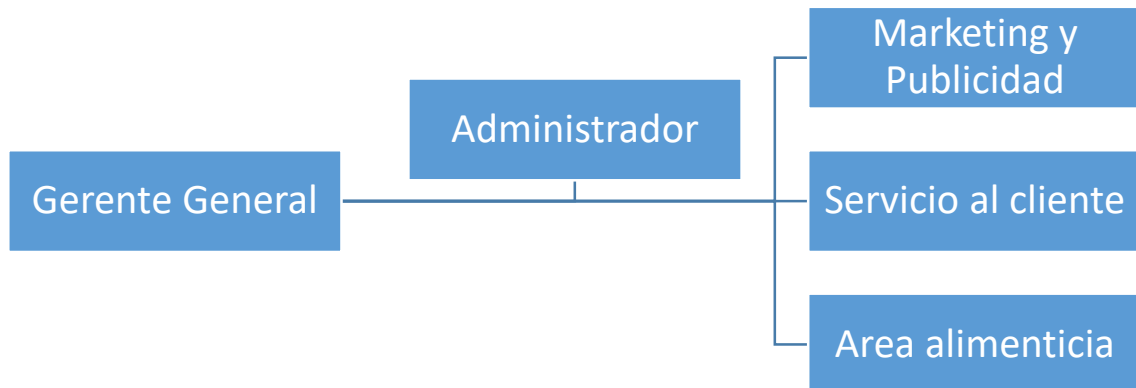 Gerente General
Administrador
Marketing y
Publicidad
Servicio al cliente
Area alimenticia